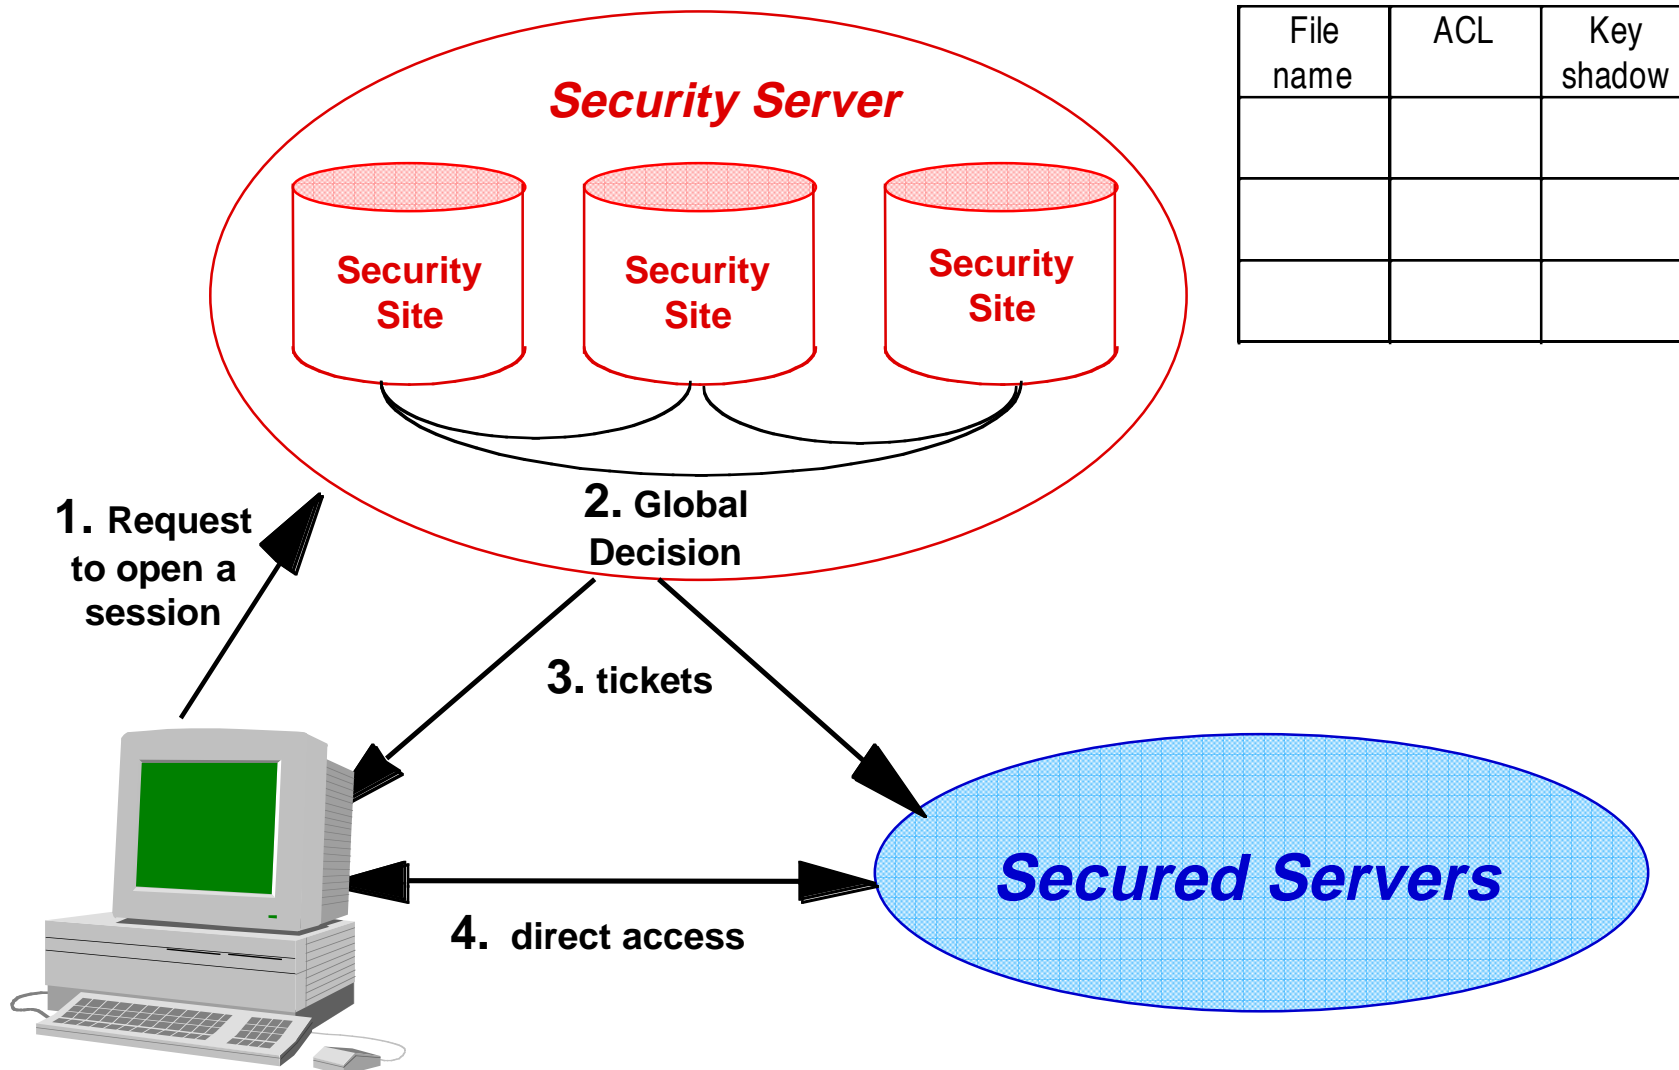 Security Server
Security
Site
Security
Site
Security
Site
File
name
ACL
Key
shadow
1. Request
to open a
session
2. Global
Decision
3. tickets
4. direct access
Secured Servers